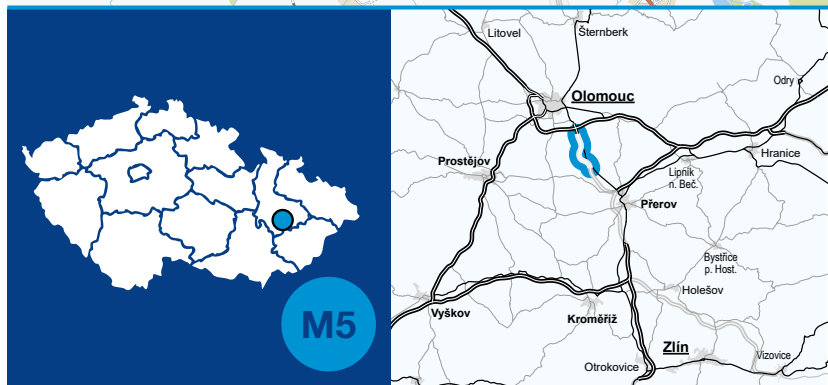 Litovel
Šternberk
Olomouc
Odry
Prostějov
Hranice
Lipník
n. Beč.
Přerov
Bystřice
p. Host.
M5
Vyškov
Kroměříž
Holešov
Zlín
Vizovice
Otrokovice